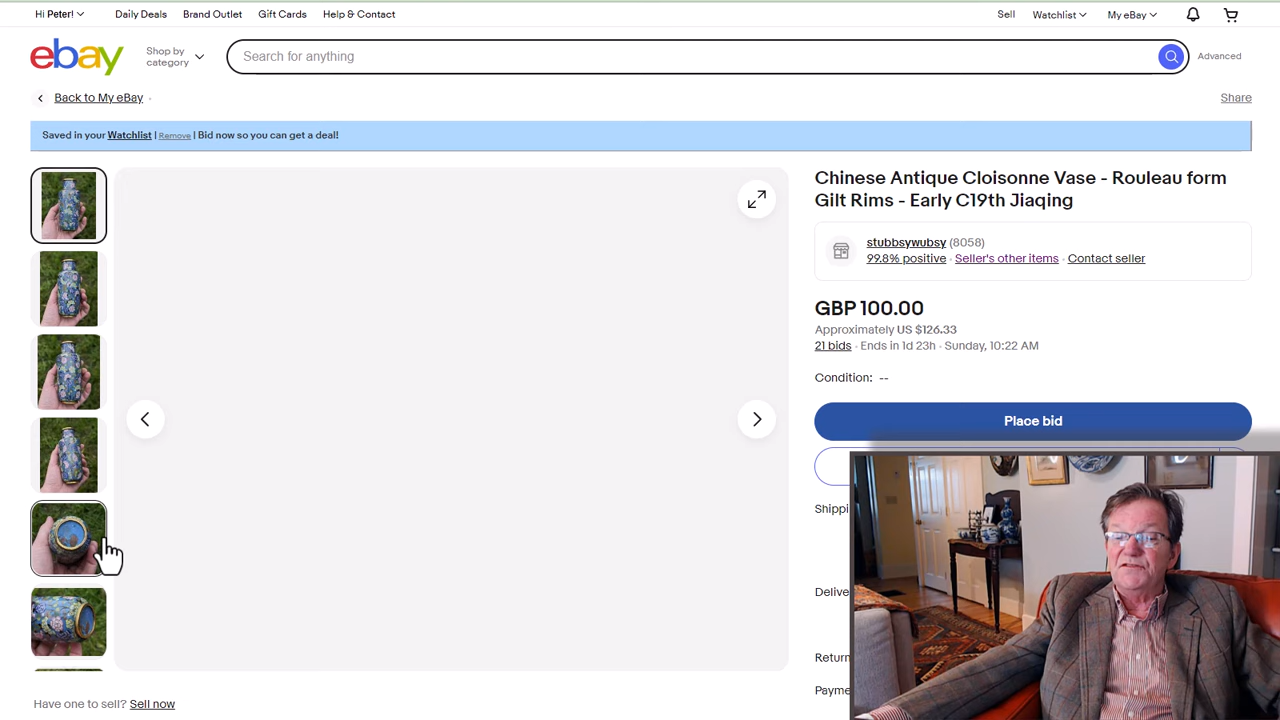 Hi Peter!
Daily Deals
Brand Outlet
Gift Cards
Help & Contact
Sell
Watchlist
My eBay
ebay
Shop by
category
Search for anything
Advanced
Back to My eBay
Share
Saved in your Watchlist | Remove | Bid now so you can get a deal!
Chinese Antique Cloisonne Vase - Rouleau form
Gilt Rims - Early C19th Jiaqing
stubbsywubsy (8058)
99.8% positive · Seller's other items · Contact seller
GBP 100.00
Approximately US $126.33
21 bids · Ends in 1d 23h · Sunday, 10:22 AM
Condition: --
Place bid
Have one to sell? Sell now